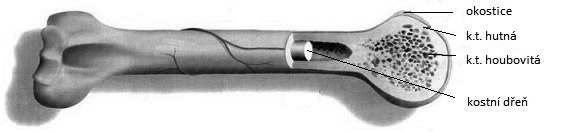 okostice
k.t. hutná
k.t. houbovitá
kostní dřeň